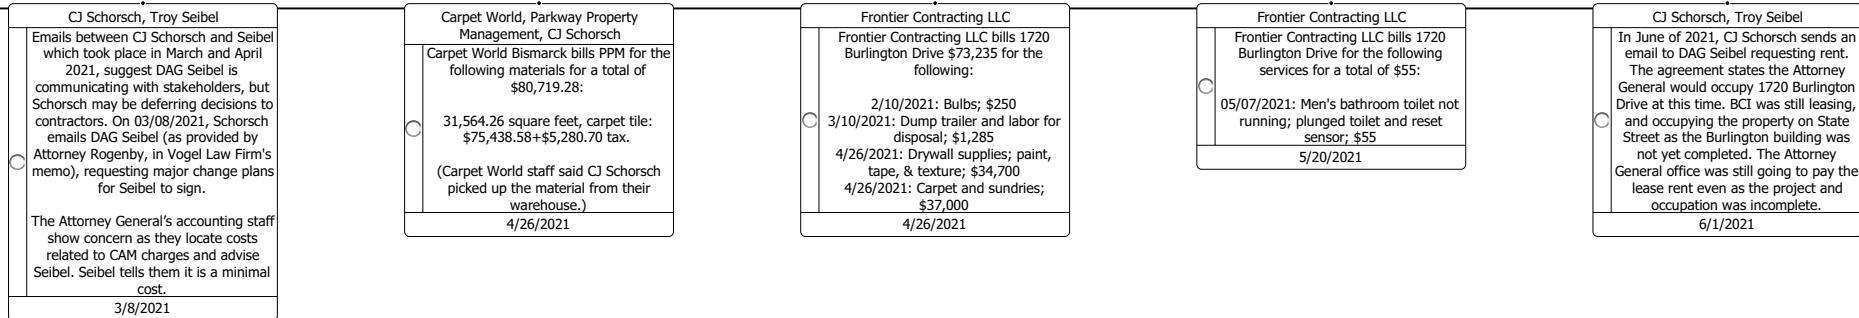 CJ Schorsch, Troy Seibel
Emails between CJ Schorsch and Seibel
which took place in March and April
2021, suggest DAG Seibel is
communicating with stakeholders, but
Schorsch may be deferring decisions to
contractors. On 03/08/2021, Schorsch
emails DAG Seibel (as provided by
Attorney Rogenby, in Vogel Law Firm's
memo), requesting major change plans
for Seibel to sign.
The Attorney General's accounting staff
show concern as they locate costs
related to CAM charges and advise
Seibel. Seibel tells them it is a minimal
cost.
3/8/2021
Carpet World, Parkway Property
Management, CJ Schorsch
Carpet World Bismarck bills PPM for the
following materials for a total of
$80,719.28:
31,564.26 square feet, carpet tile:
$75,438.58+$5,280.70 tax.
(Carpet World staff said CJ Schorsch
picked up the material from their
warehouse.)
4/26/2021
Frontier Contracting LLC
Frontier Contracting LLC bills 1720
Burlington Drive $73,235 for the
following:
2/10/2021: Bulbs; $250
3/10/2021: Dump trailer and labor for
disposal; $1,285
4/26/2021: Drywall supplies; paint,
tape, & texture; $34,700
4/26/2021: Carpet and sundries;
$37,000
4/26/2021
Frontier Contracting LLC
Frontier Contracting LLC bills 1720
Burlington Drive for the following
services for a total of $55:
05/07/2021: Men's bathroom toilet not
running; plunged toilet and reset
sensor; $55
5/20/2021
CJ Schorsch, Troy Seibel
In June of 2021, CJ Schorsch sends an
email to DAG Seibel requesting rent.
The agreement states the Attorney
General would occupy 1720 Burlington
Drive at this time. BCI was still leasing,
and occupying the property on State
Street as the Burlington building was
not yet completed. The Attorney
General office was still going to pay the
lease rent even as the project and
occupation was incomplete.
6/1/2021